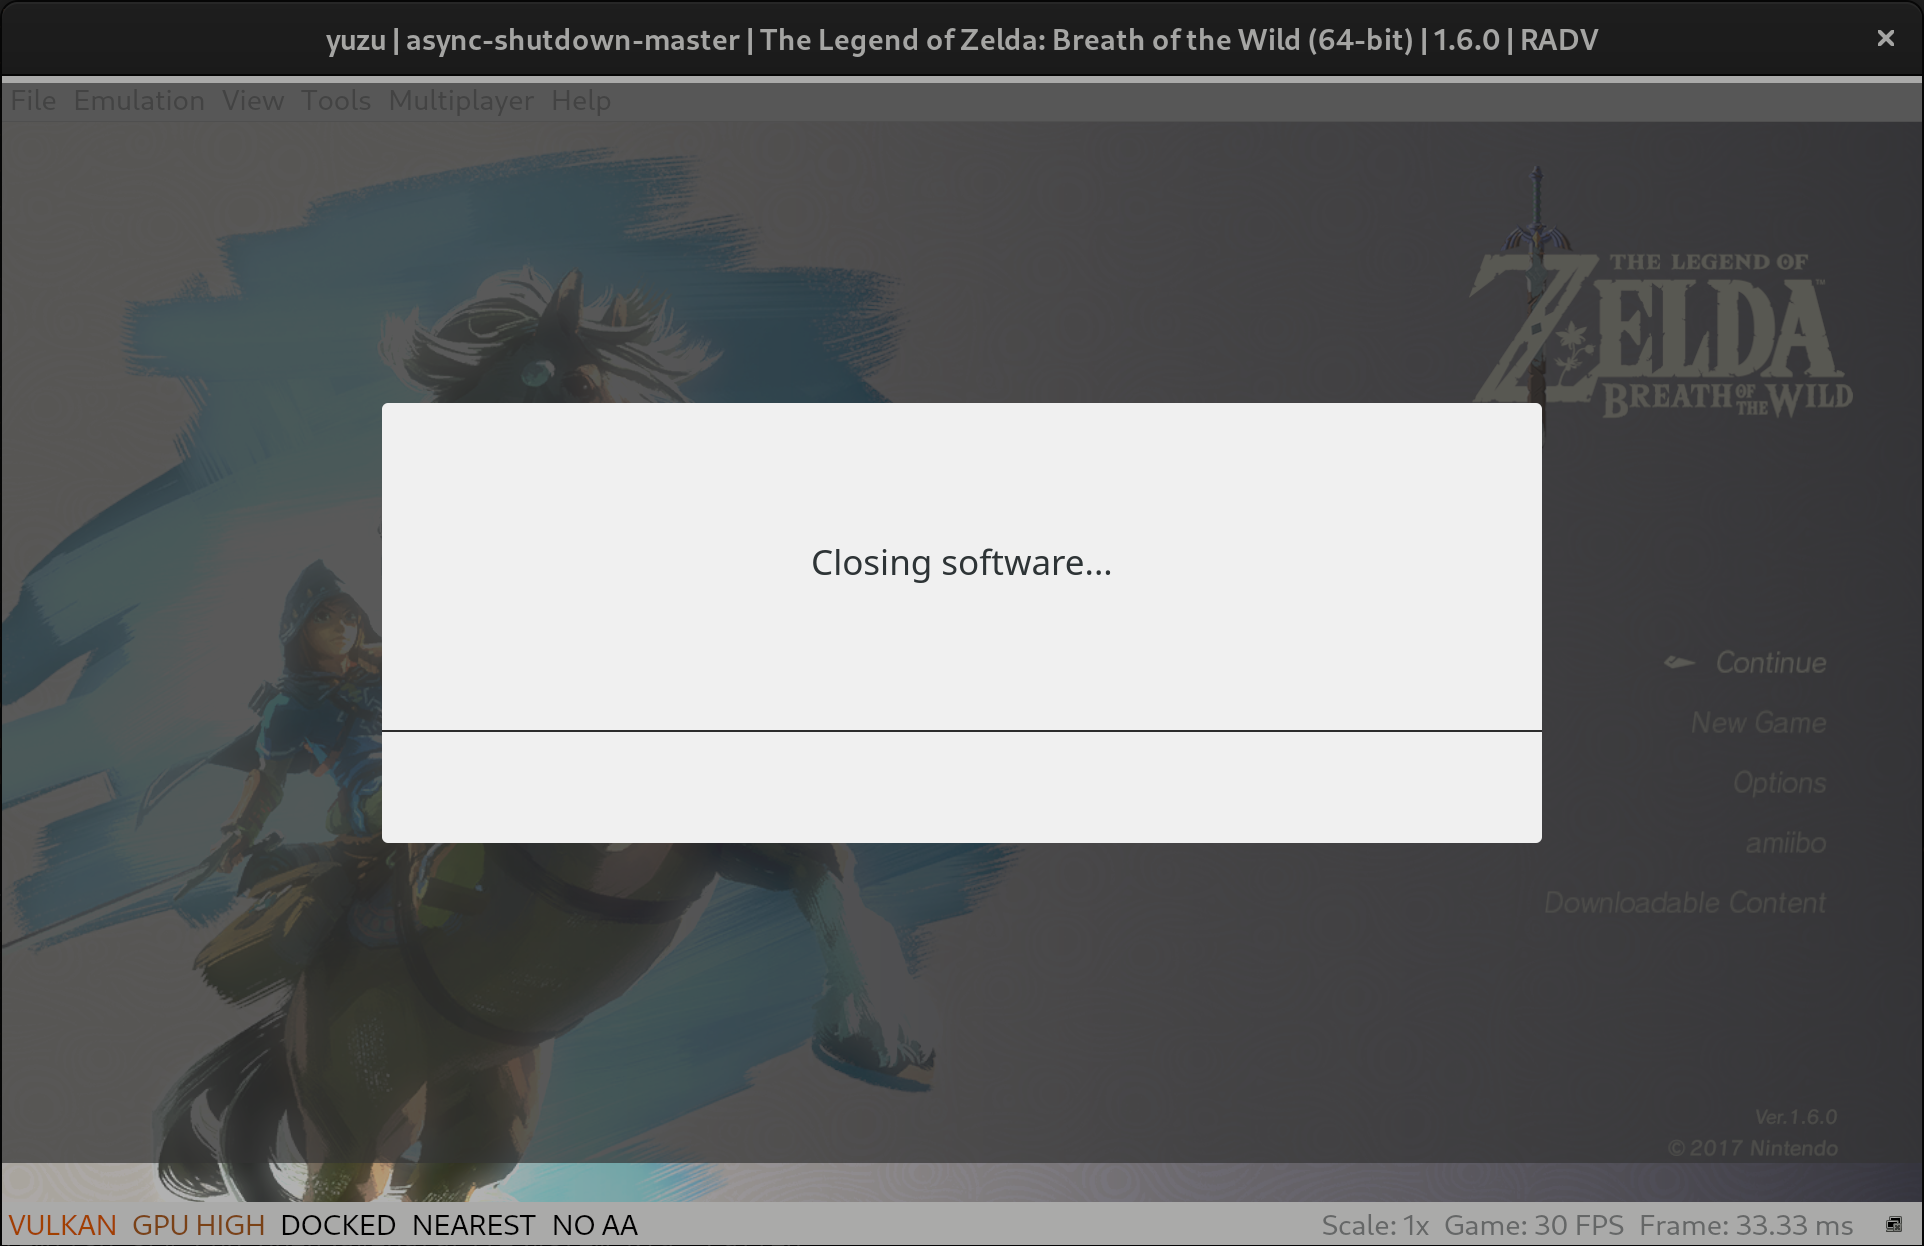 yuzu | async-shutdown-master | The Legend of Zelda: Breath of the Wild (64-bit) | 1.6.0 | RADV
File Emulation View Tools Multiplayer Help
THE LEGEND OF
ZELDA™
BREATH OF THE WILD
Closing software...
Continue
New Game
Options
amiibo
Downloadable Content
Ver.1.6.0
© 2017 Nintendo
VULKAN GPU HIGH DOCKED NEAREST NO AA Scale: 1x Game: 30 FPS Frame: 33.33 ms